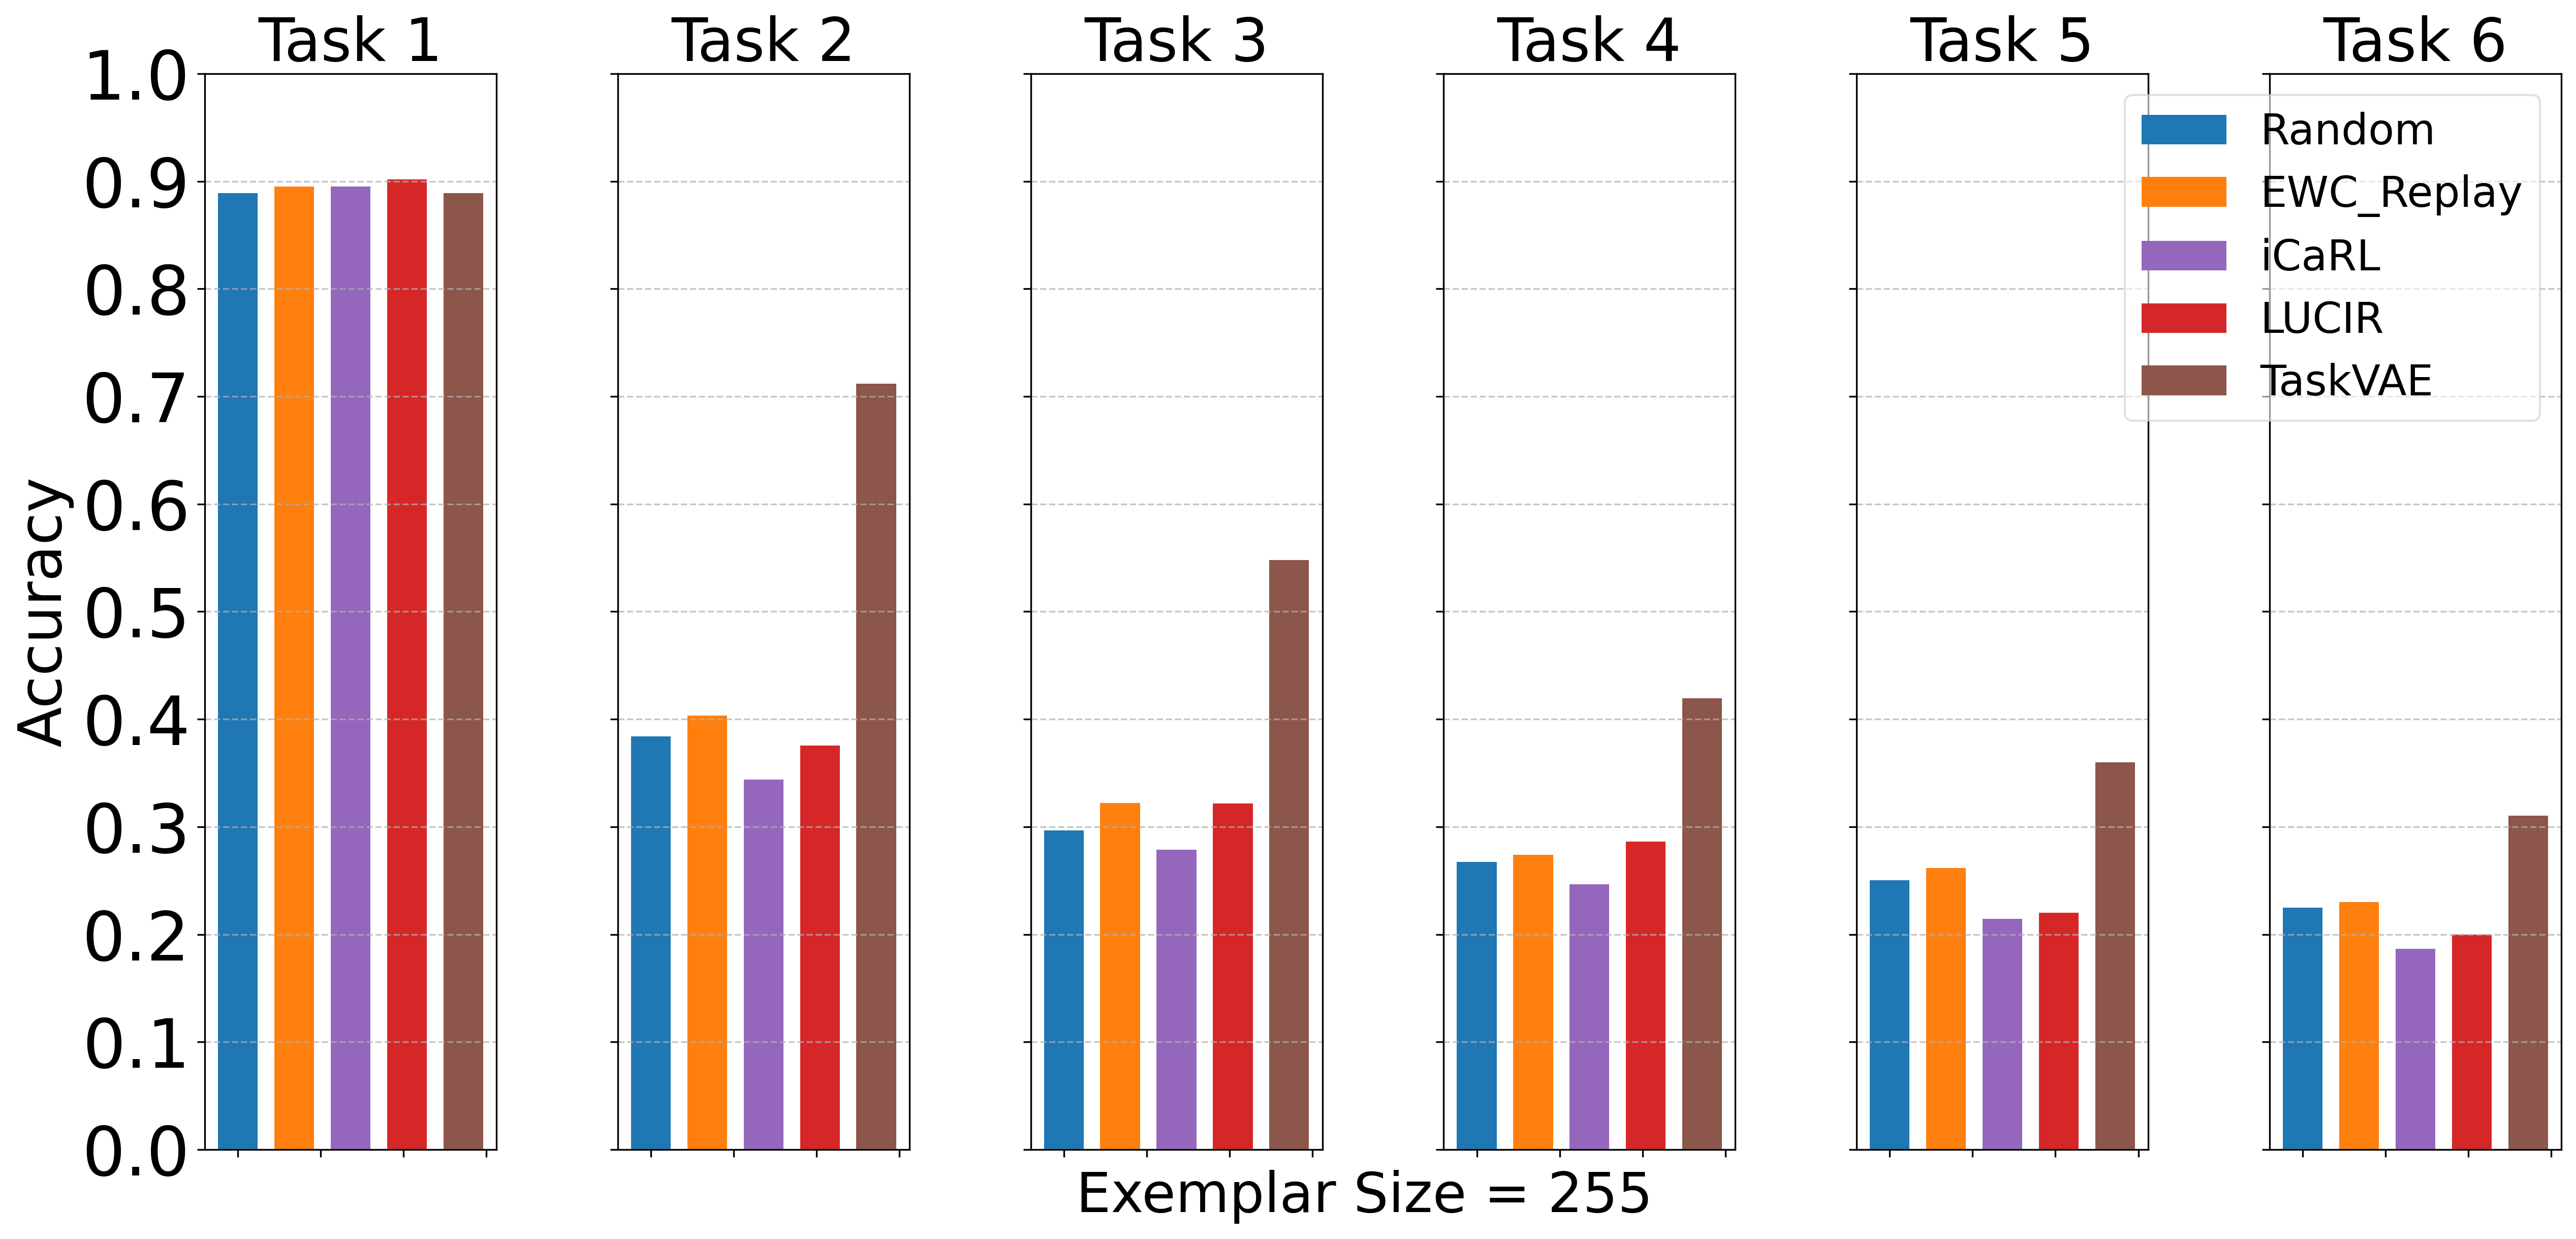 Task 1
Task 2
Task 3
Task 4
Task 5
Task 6
1.0
0.9
0.8
0.7
0.6
0.5
0.4
0.3
0.2
0.1
0.0
Accuracy
Random
EWC_Replay
iCaRL
LUCIR
TaskVAE
Exemplar Size = 255